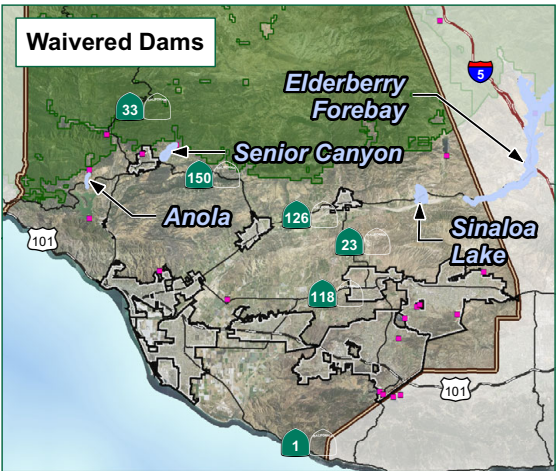 Waivered Dams
5
Elderberry
Forebay
33
Senior Canyon
150
Anola
126
101
23
Sinaloa
Lake
118
101
1